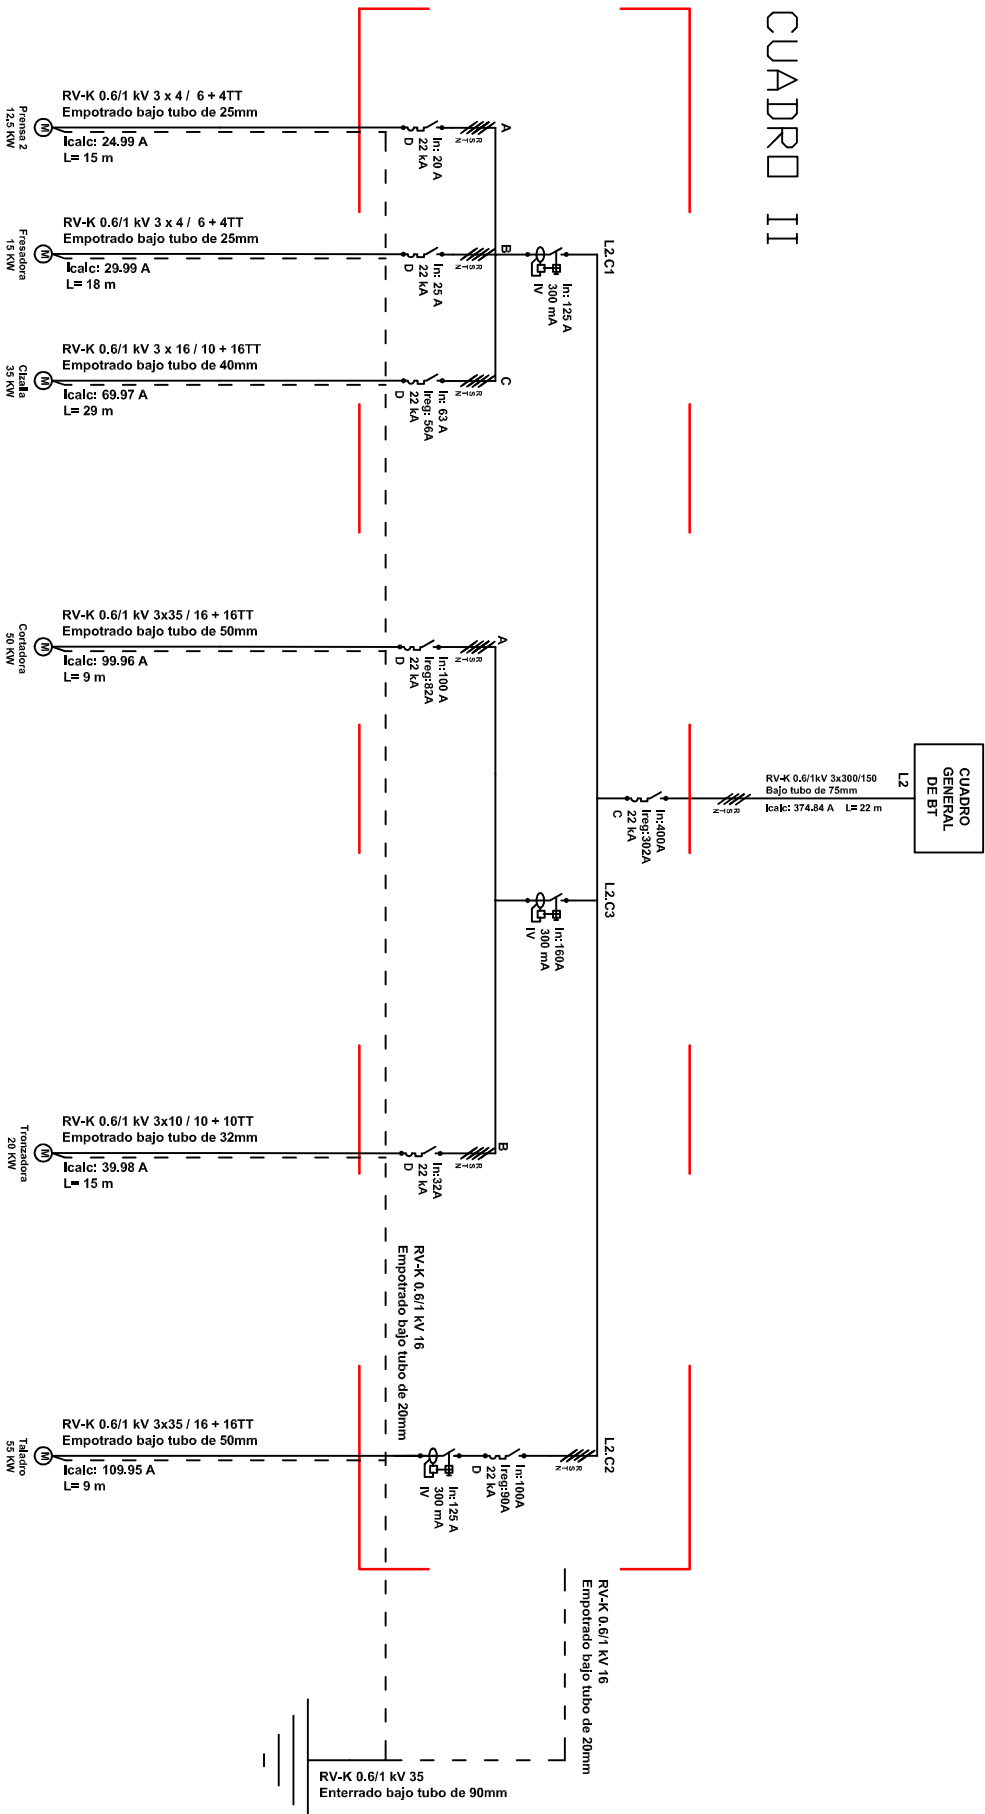 CUADRO II
CUADRO
GENERAL
DE BT
L2
RV-K 0.6/1kV 3x300/150
Bajo tubo de 75mm
Icalc: 374.84 A L= 22 m
R
S
T
N
In:400A
Ireg:302A
22 kA
C
L2.C1
In: 125 A
300 mA
IV
A
R
S
T
N
In: 20 A
22 kA
D
RV-K 0.6/1 kV 3 x 4 / 6 + 4TT
Empotrado bajo tubo de 25mm
Icalc: 24.99 A
L= 15 m
M
Prensa 2
12.5 KW
B
R
S
T
N
In: 25 A
22 kA
D
RV-K 0.6/1 kV 3 x 4 / 6 + 4TT
Empotrado bajo tubo de 25mm
Icalc: 29.99 A
L= 18 m
M
Fresadora
15 KW
C
R
S
T
N
In: 63 A
Ireg: 56A
22 kA
D
RV-K 0.6/1 kV 3 x 16 / 10 + 16TT
Empotrado bajo tubo de 40mm
Icalc: 69.97 A
L= 29 m
M
Cizalla
35 KW
L2.C3
In:160A
300 mA
IV
A
R
S
T
N
In:100 A
Ireg:82A
22 kA
D
RV-K 0.6/1 kV 3x35 / 16 + 16TT
Empotrado bajo tubo de 50mm
Icalc: 99.96 A
L= 9 m
M
Cortadora
50 KW
B
R
S
T
N
In:32A
22 kA
D
RV-K 0.6/1 kV 3x10 / 10 + 10TT
Empotrado bajo tubo de 32mm
Icalc: 39.98 A
L= 15 m
M
Tronzadora
20 KW
RV-K 0.6/1 kV 16
Empotrado bajo tubo de 20mm
L2.C2
R
S
T
N
In:100A
Ireg:90A
22 kA
D
In:125 A
300 mA
IV
RV-K 0.6/1 kV 3x35 / 16 + 16TT
Empotrado bajo tubo de 50mm
Icalc: 109.95 A
L= 9 m
M
Taladro
55 KW
RV-K 0.6/1 kV 16
Empotrado bajo tubo de 20mm
RV-K 0.6/1 kV 35
Enterrado bajo tubo de 90mm